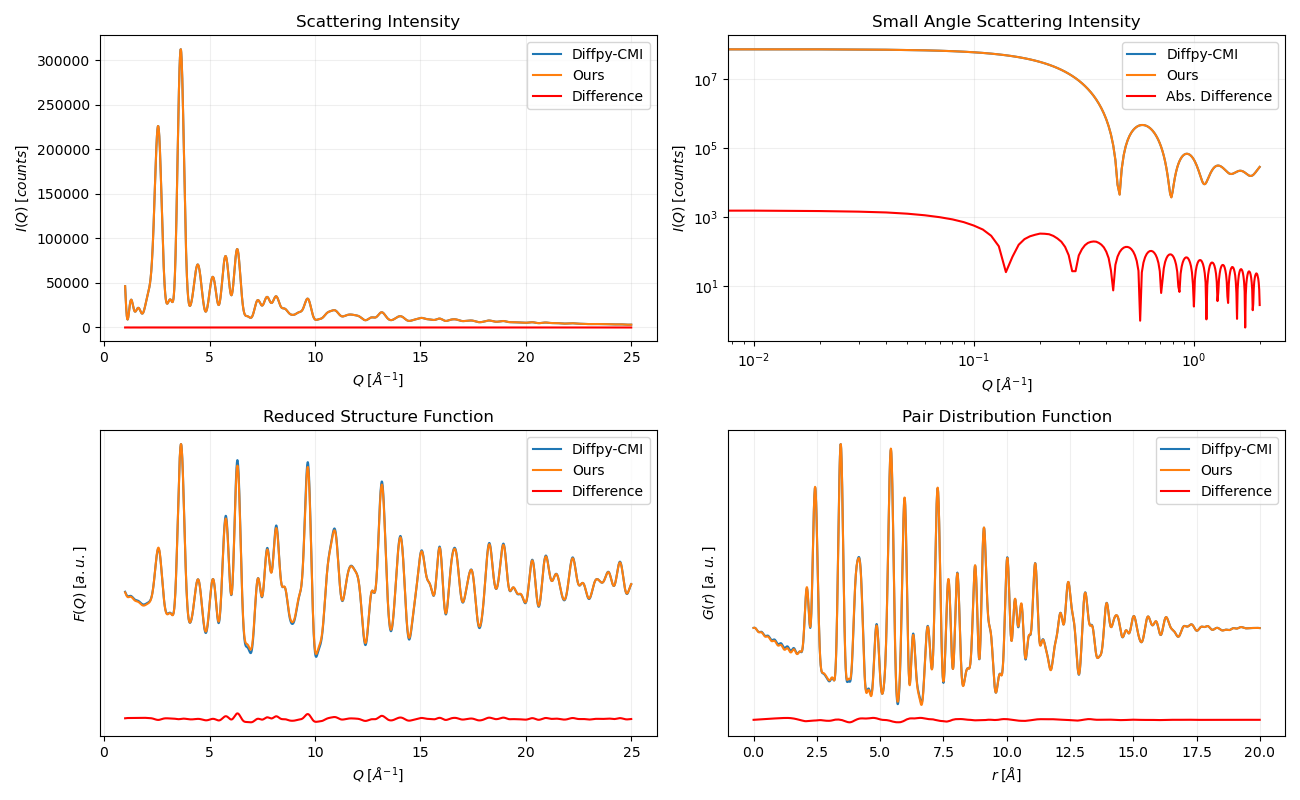 Scattering Intensity
I(Q) [counts]
300000
250000
200000
150000
100000
50000
0
0 5 10 15 20 25
Q [Å⁻¹]
Diffpy-CMI
Ours
Difference
Small Angle Scattering Intensity
I(Q) [counts]
10⁷
10⁵
10³
10¹
10⁻² 10⁻¹ 10⁰
Q [Å⁻¹]
Diffpy-CMI
Ours
Abs. Difference
Reduced Structure Function
F(Q) [a. u. ]
0 5 10 15 20 25
Q [Å⁻¹]
Diffpy-CMI
Ours
Difference
Pair Distribution Function
G(r) [a. u. ]
0.0 2.5 5.0 7.5 10.0 12.5 15.0 17.5 20.0
r [Å]
Diffpy-CMI
Ours
Difference